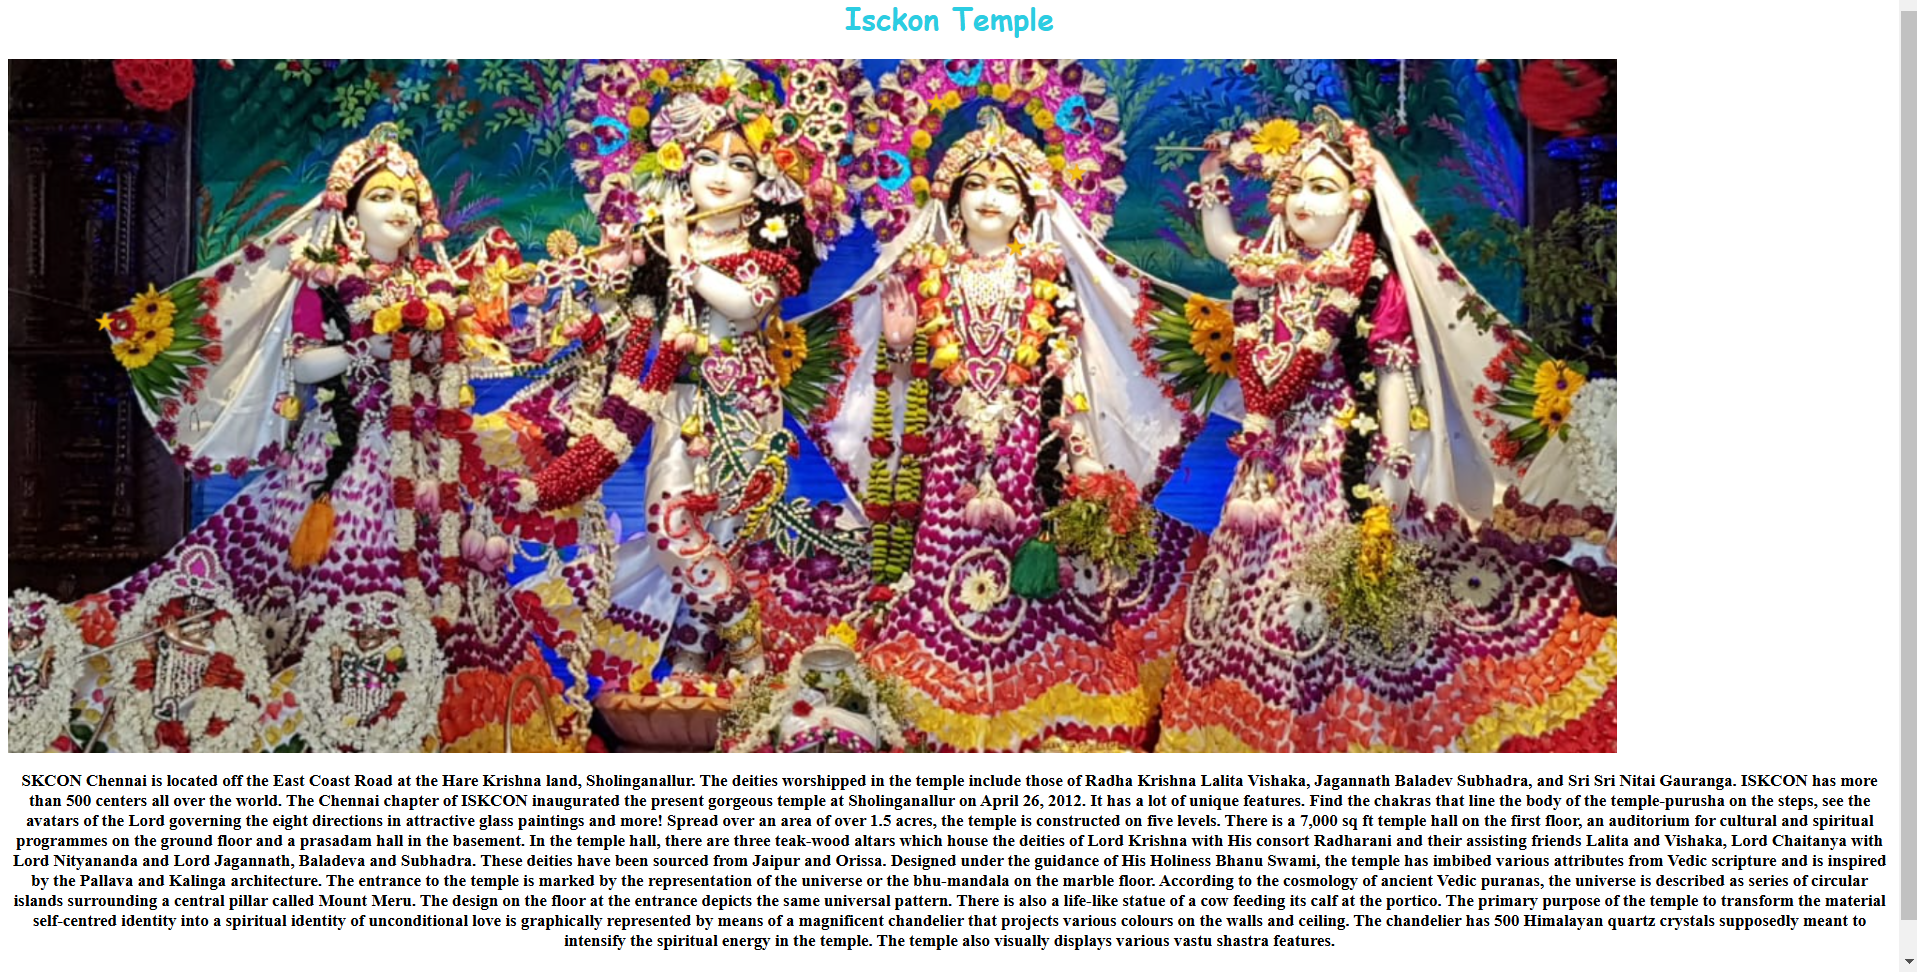 Isckon Temple
SKCON Chennai is located off the East Coast Road at the Hare Krishna land, Sholinganallur. The deities worshipped in the temple include those of Radha Krishna Lalita Vishaka, Jagannath Baladev Subhadra, and Sri Sri Nitai Gauranga. ISKCON has more
than 500 centers all over the world. The Chennai chapter of ISKCON inaugurated the present gorgeous temple at Sholinganallur on April 26, 2012. It has a lot of unique features. Find the chakras that line the body of the temple-purusha on the steps, see the
avatars of the Lord governing the eight directions in attractive glass paintings and more! Spread over an area of over 1.5 acres, the temple is constructed on five levels. There is a 7,000 sq ft temple hall on the first floor, an auditorium for cultural and spiritual
programmes on the ground floor and a prasadam hall in the basement. In the temple hall, there are three teak-wood altars which house the deities of Lord Krishna with His consort Radharani and their assisting friends Lalita and Vishaka, Lord Chaitanya with
Lord Nityananda and Lord Jagannath, Baladeva and Subhadra. These deities have been sourced from Jaipur and Orissa. Designed under the guidance of His Holiness Bhanu Swami, the temple has imbibed various attributes from Vedic scripture and is inspired
by the Pallava and Kalinga architecture. The entrance to the temple is marked by the representation of the universe or the bhu-mandala on the marble floor. According to the cosmology of ancient Vedic puranas, the universe is described as series of circular
islands surrounding a central pillar called Mount Meru. The design on the floor at the entrance depicts the same universal pattern. There is also a life-like statue of a cow feeding its calf at the portico. The primary purpose of the temple to transform the material
self-centred identity into a spiritual identity of unconditional love is graphically represented by means of a magnificent chandelier that projects various colours on the walls and ceiling. The chandelier has 500 Himalayan quartz crystals supposedly meant to
intensify the spiritual energy in the temple. The temple also visually displays various vastu shastra features.